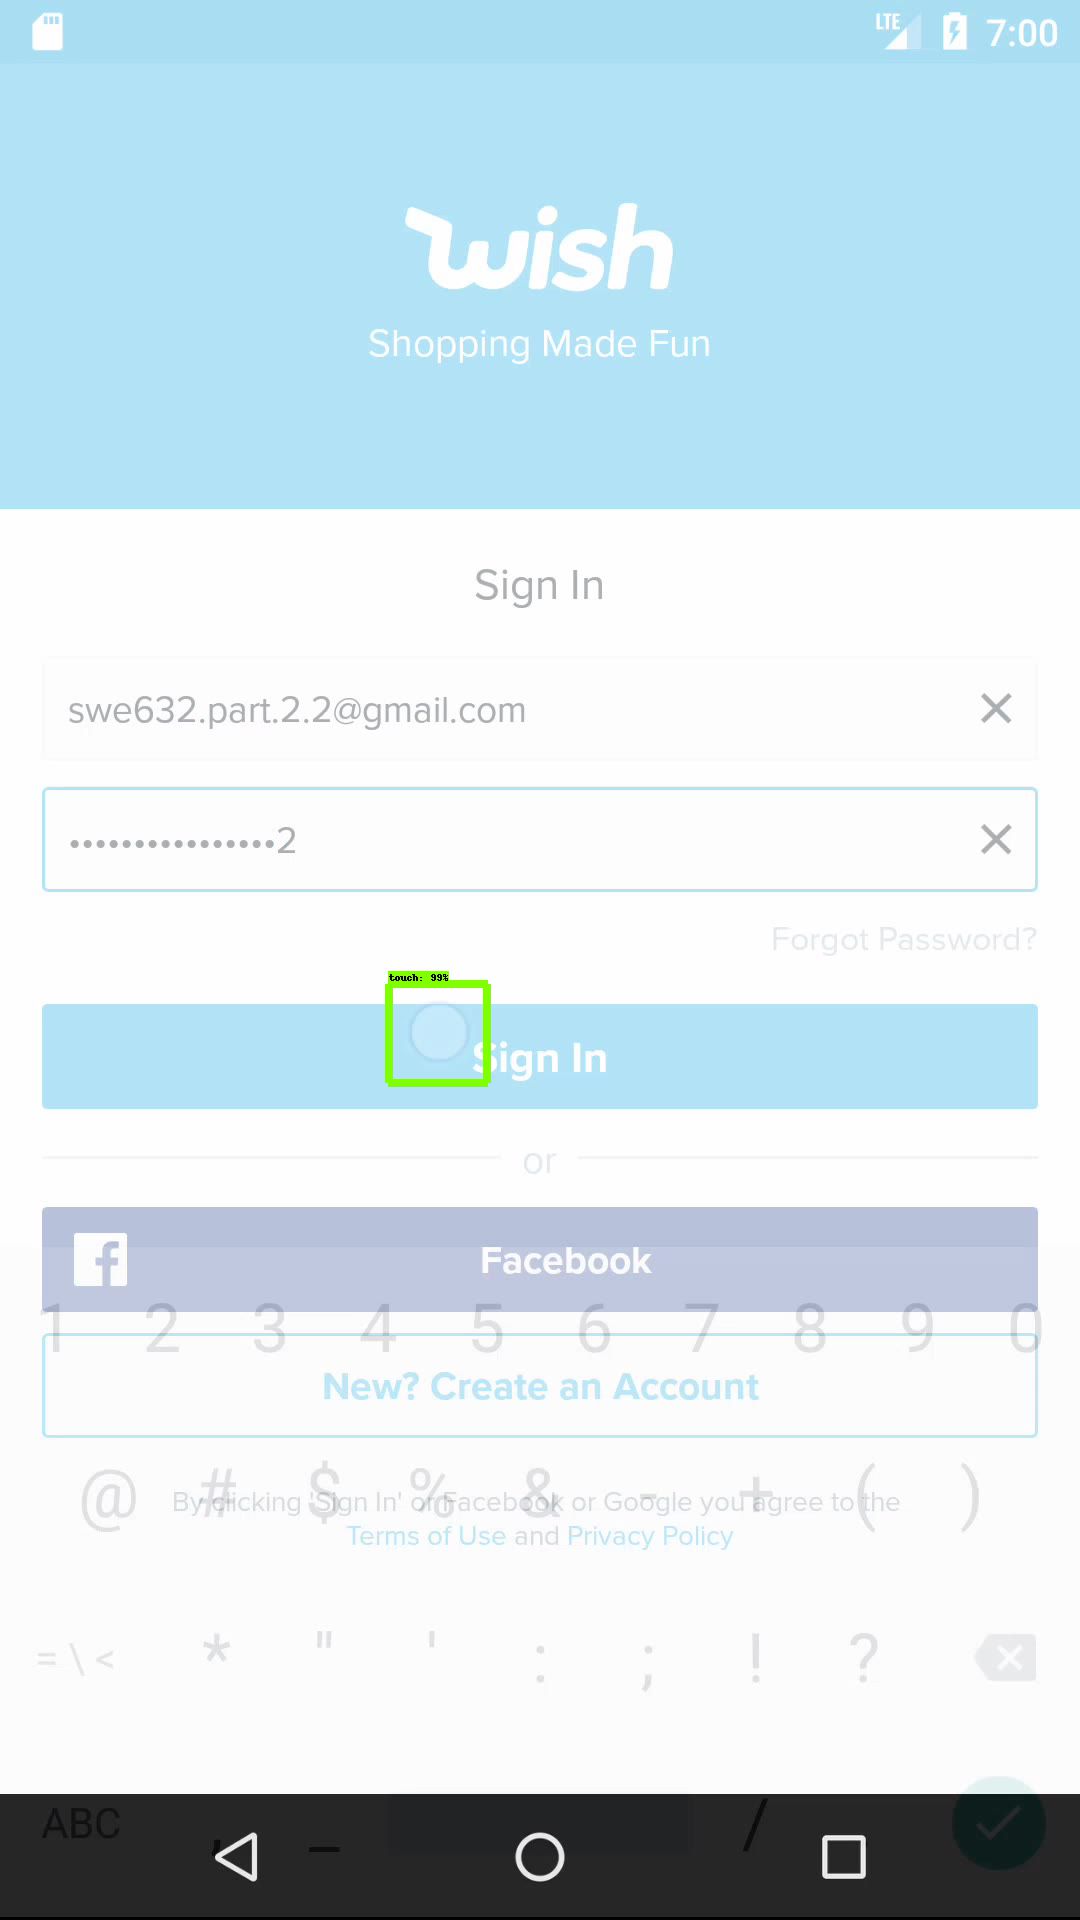 LTE 7:00
wish
Shopping Made Fun
Sign In
swe632.part.2.2@gmail.com
••••••••••••••••2
Forgot Password?
touch: 99%
Sign In
or
Facebook
1 2 3 4 5 6 7 8 9 0
New? Create an Account
@ # $ % & - + ( )
By clicking 'Sign In' or Facebook or Google you agree to the
Terms of Use and Privacy Policy
= \ < * " ' : ; ! ?
ABC , _ /